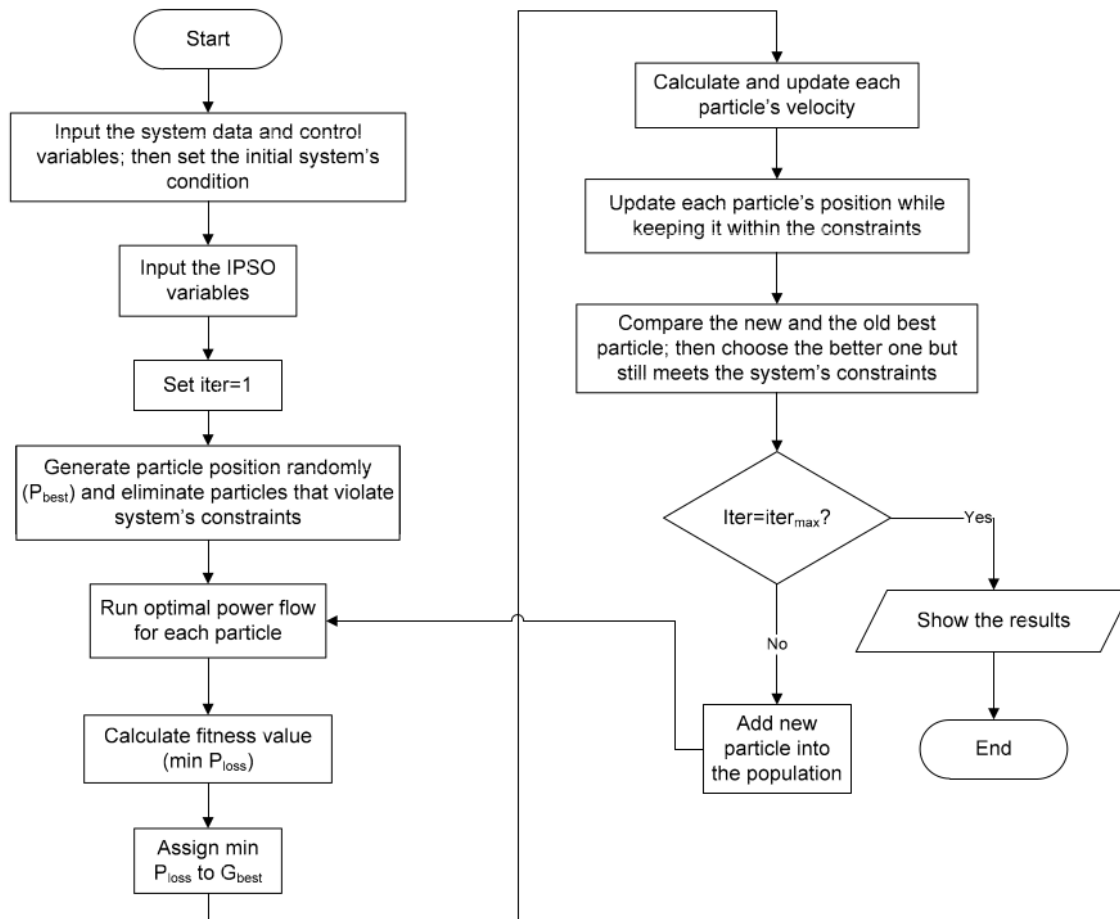 Start
Input the system data and control
variables; then set the initial system's
condition
Input the IPSO
variables
Set iter=1
Generate particle position randomly
(Pbest) and eliminate particles that violate
system's constraints
Run optimal power flow
for each particle
Calculate fitness value
(min Ploss)
Assign min
Ploss to Gbest
Calculate and update each
particle's velocity
Update each particle's position while
keeping it within the constraints
Compare the new and the old best
particle; then choose the better one but
still meets the system's constraints
Iter=itermax?
Yes
Show the results
No
Add new
particle into
the population
End